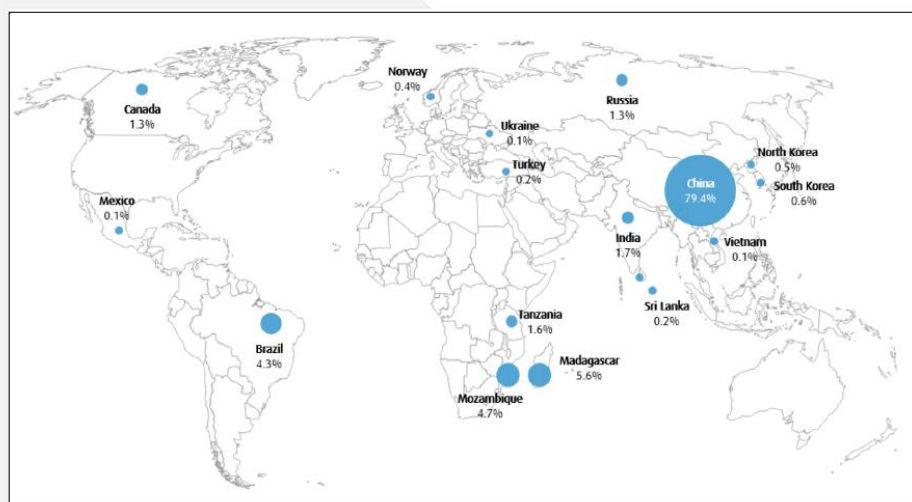 Norway
0.4%
Canada
1.3%
Russia
1.3%
Ukraine
0.1%
Turkey
0.2%
North Korea
0.5%
China
79.4%
South Korea
0.6%
Mexico
0.1%
India
1.7%
Vietnam
0.1%
Sri Lanka
0.2%
Tanzania
1.6%
Brazil
4.3%
Madagascar
5.6%
Mozambique
4.7%